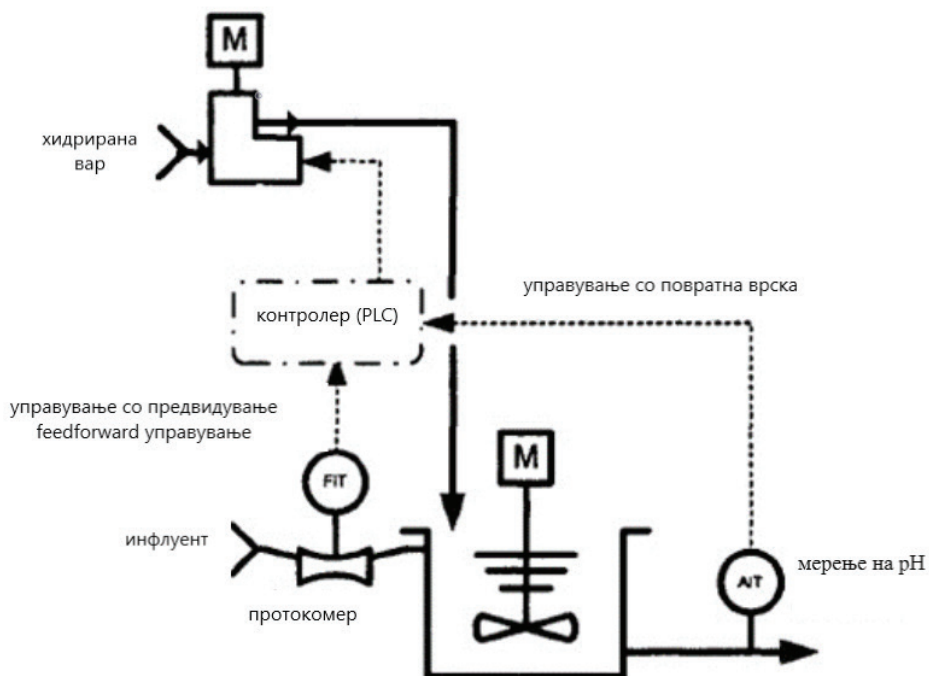 M
хидрирана
вар
управување со повратна врска
контролер (PLC)
управување со предвидување
feedforward управување
M
FIT
инфлуент
мерење на pH
AIT
протокомер